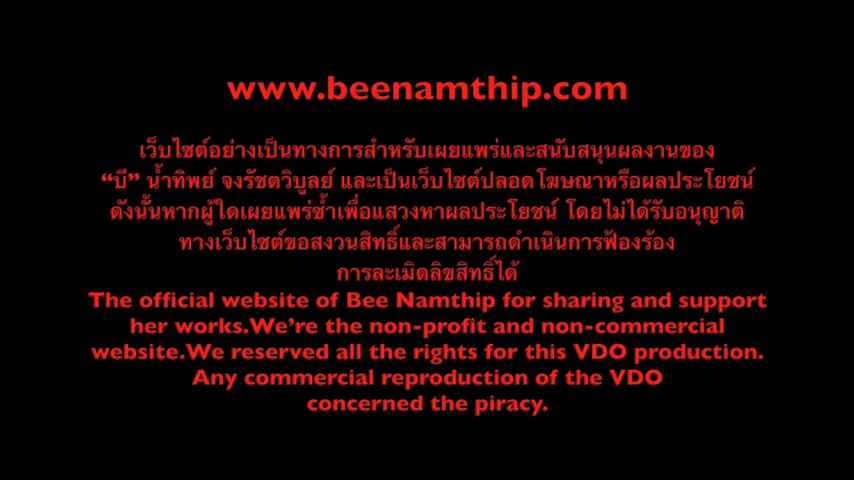 www.beenamthip.com
เว็บไซต์อย่างเป็นทางการสำหรับเผยแพร่และสนับสนุนผลงานของ
“บี” น้ำทิพย์ จงรัชตวิบูลย์ และเป็นเว็บไซต์ปลอดโฆษณาหรือผลประโยชน์
ดังนั้นหากผู้ใดเผยแพร่ซ้ำเพื่อแสวงหาผลประโยชน์ โดยไม่ได้รับอนุญาติ
ทางเว็บไซต์ขอสงวนสิทธิ์และสามารถดำเนินการฟ้องร้อง
การละเมิดลิขสิทธิ์ได้
The official website of Bee Namthip for sharing and support
her works.We’re the non-profit and non-commercial
website.We reserved all the rights for this VDO production.
Any commercial reproduction of the VDO
concerned the piracy.